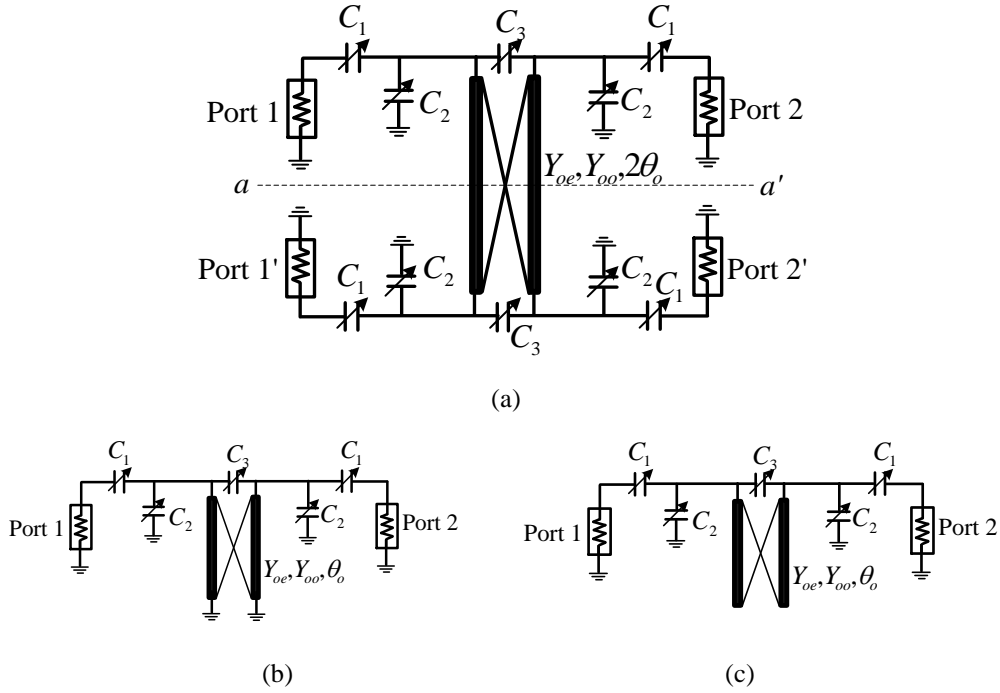 C₁ C₃ C₁
Port 1 C₂ C₂ Port 2
Yₒₑ,Yₒₒ,2θₒ
a a'
Port 1' C₂ C₂ Port 2'
C₁ C₁
C₃
(a)
C₁ C₃ C₁
Port 1 C₂ C₂ Port 2
Yₒₑ,Yₒₒ,θₒ
(b)
C₁ C₃ C₁
Port 1 C₂ C₂ Port 2
Yₒₑ,Yₒₒ,θₒ
(c)